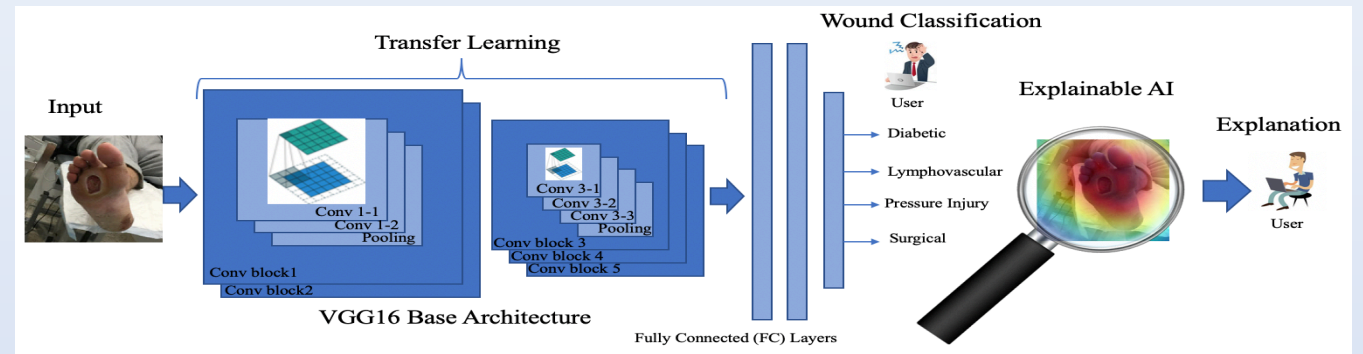 Input
Transfer Learning
Conv 1-1
Conv 1-2
Pooling
Conv block1
Conv block2
Conv 3-1
Conv 3-2
Conv 3-3
Pooling
Conv block 3
Conv block 4
Conv block 5
VGG16 Base Architecture
Fully Connected (FC) Layers
Wound Classification
User
Diabetic
Lymphovascular
Pressure Injury
Surgical
Explainable AI
Explanation
User